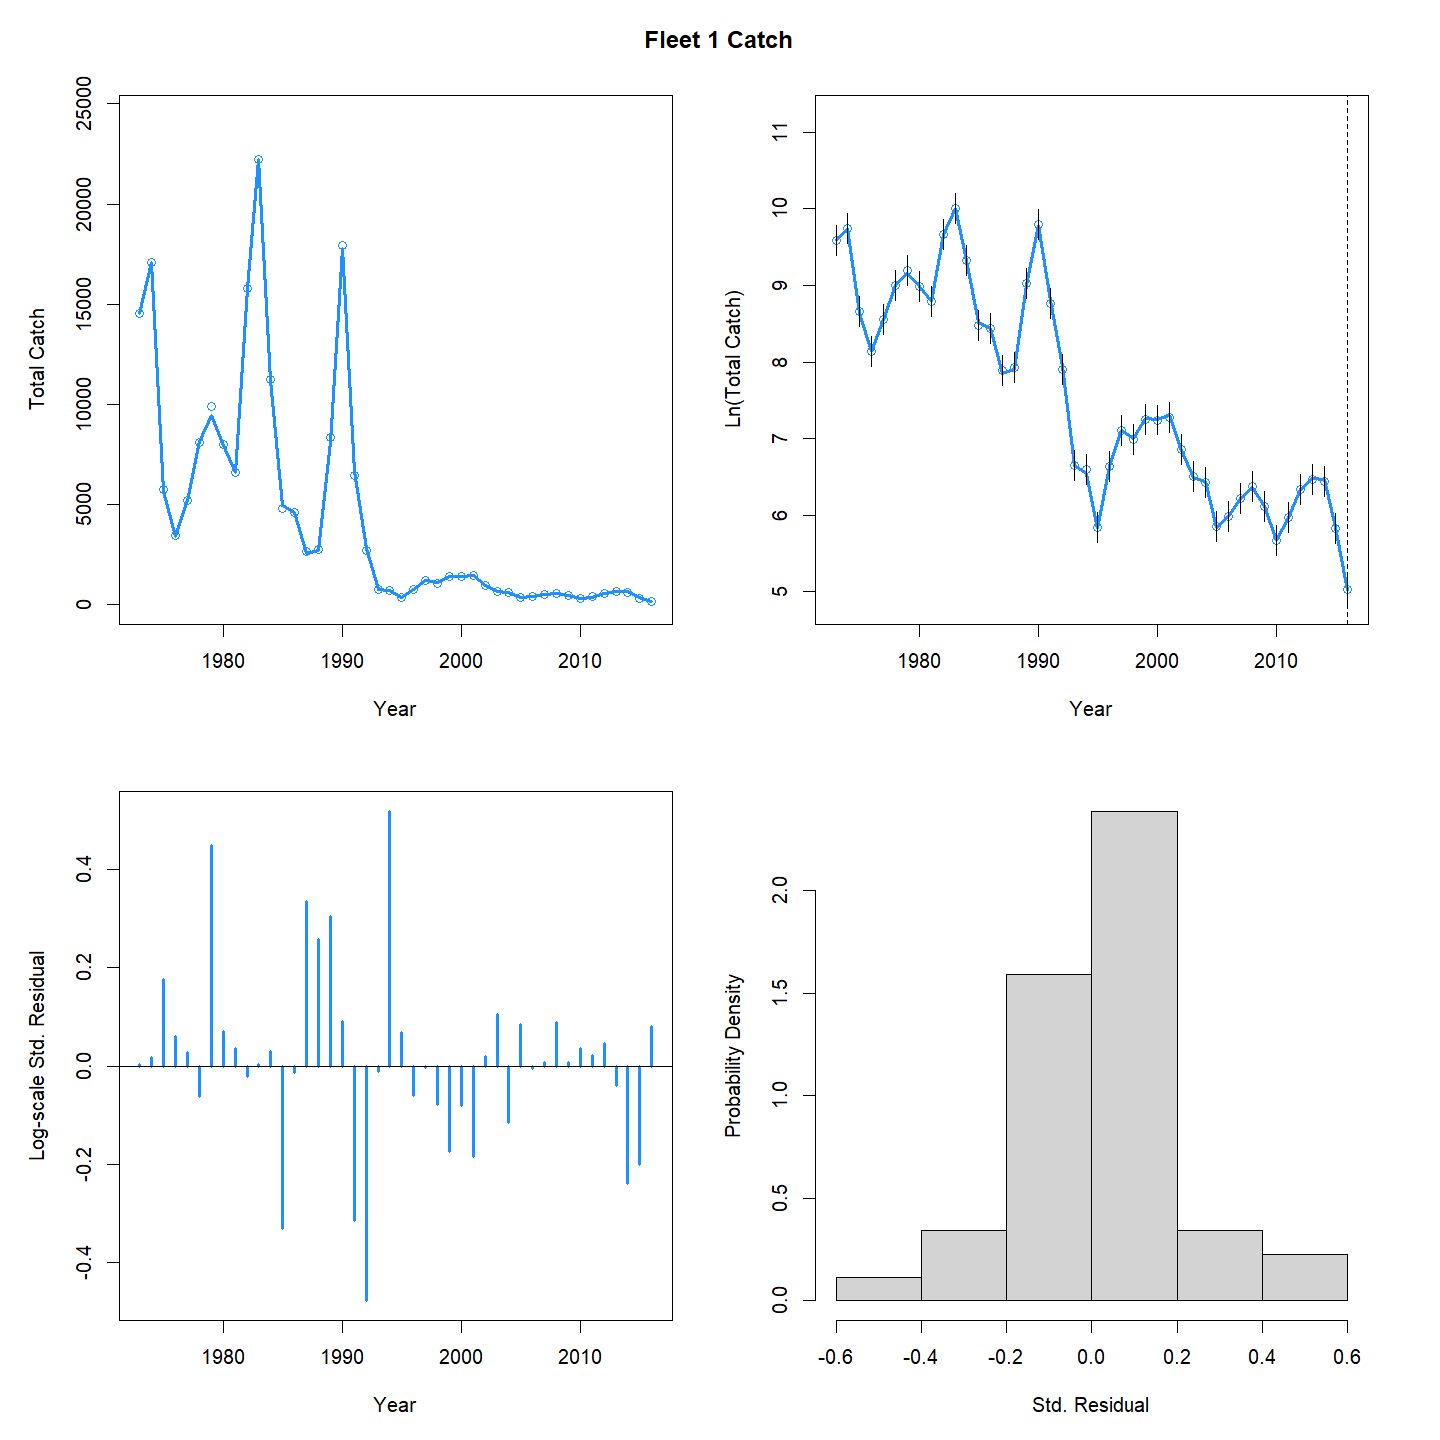 Fleet 1 Catch
Total Catch
25000
20000
15000
10000
5000
0
1980 1990 2000 2010
Year
Ln(Total Catch)
11
10
9
8
7
6
5
1980 1990 2000 2010
Year
Log-scale Std. Residual
0.4
0.2
0.0
-0.2
-0.4
1980 1990 2000 2010
Year
Probability Density
2.0
1.5
1.0
0.5
0.0
-0.6 -0.4 -0.2 0.0 0.2 0.4 0.6
Std. Residual